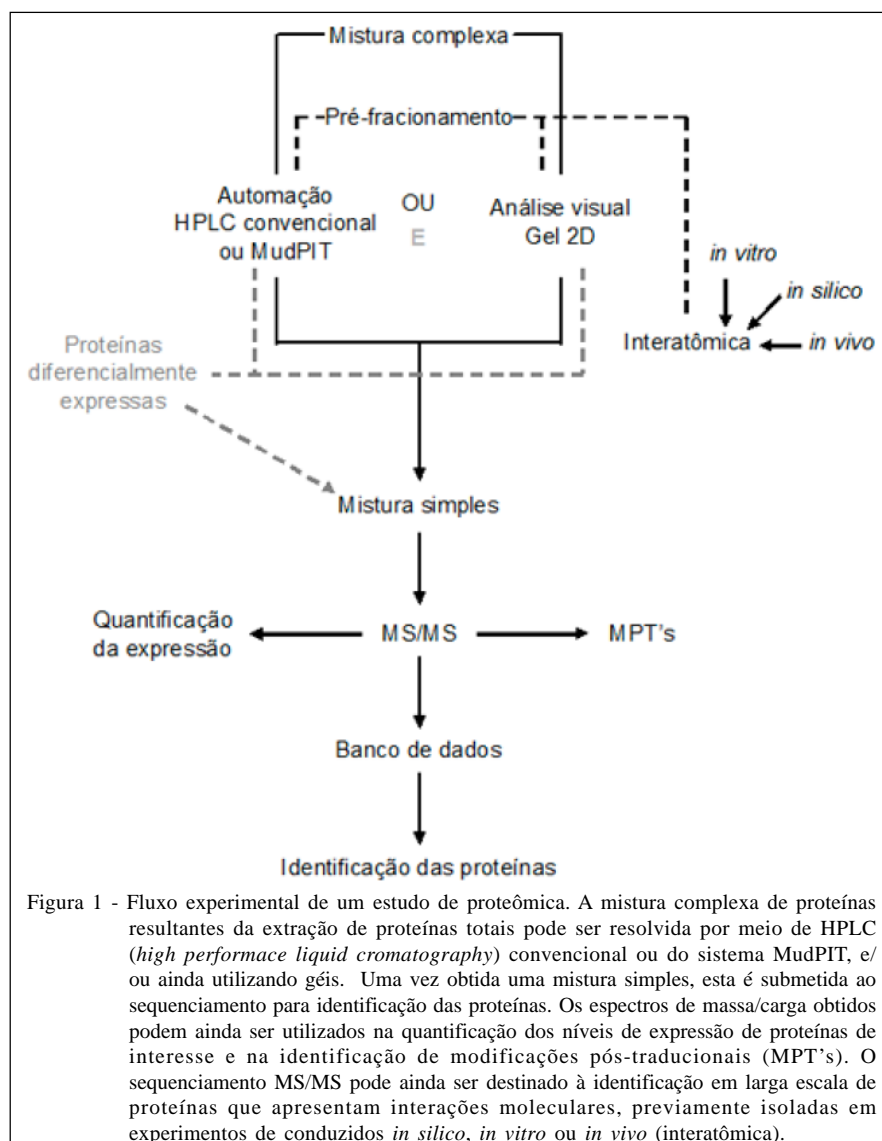 Mistura complexa
Pré-fracionamento
Automação
HPLC convencional
ou MudPIT
OU
E
Análise visual
Gel 2D
in vitro
in silico
Interatômica
in vivo
Proteínas
diferencialmente
expressas
Mistura simples
Quantificação
da expressão
MS/MS
MPT's
Banco de dados
Identificação das proteínas
Figura 1 - Fluxo experimental de um estudo de proteômica. A mistura complexa de proteínas
resultantes da extração de proteínas totais pode ser resolvida por meio de HPLC
(high performace liquid cromatography) convencional ou do sistema MudPIT, e/
ou ainda utilizando géis. Uma vez obtida uma mistura simples, esta é submetida ao
sequenciamento para identificação das proteínas. Os espectros de massa/carga obtidos
podem ainda ser utilizados na quantificação dos níveis de expressão de proteínas de
interesse e na identificação de modificações pós-traducionais (MPT's). O
sequenciamento MS/MS pode ainda ser destinado à identificação em larga escala de
proteínas que apresentam interações moleculares, previamente isoladas em
experimentos de conduzidos in silico, in vitro ou in vivo (interatômica).